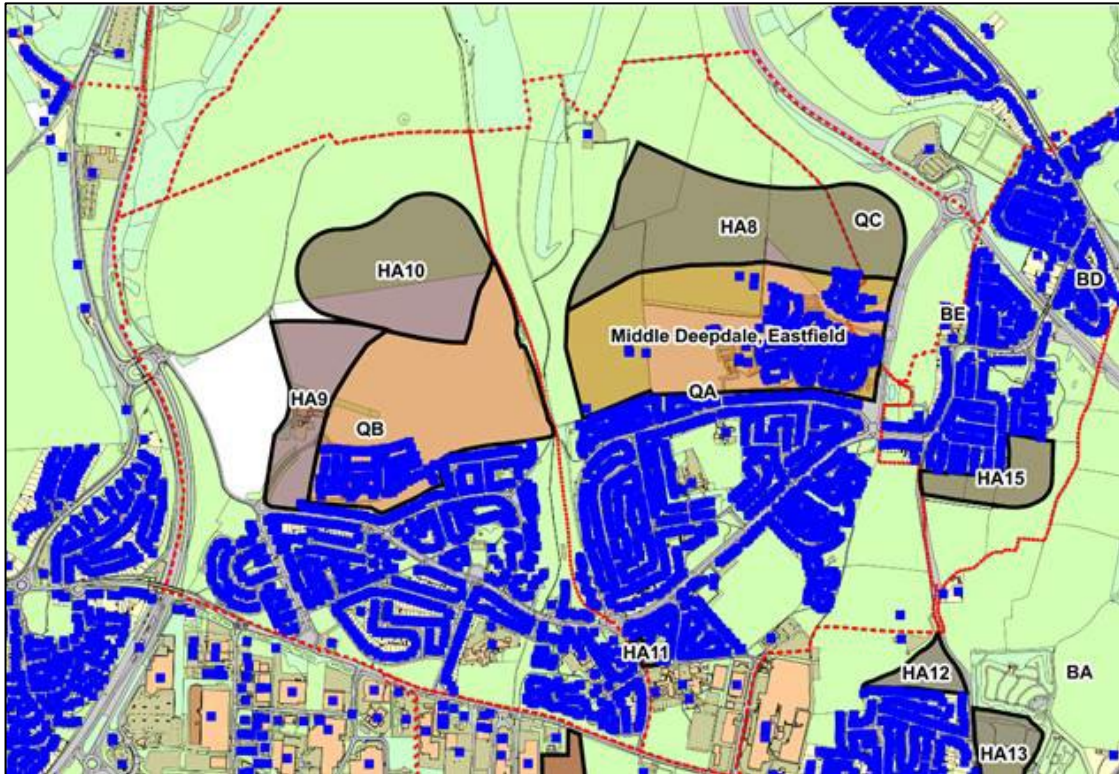 HA8
QC
HA10
BD
BE
Middle Deepdale, Eastfield
QA
HA9
QB
HA15
HA11
HA12
BA
HA13